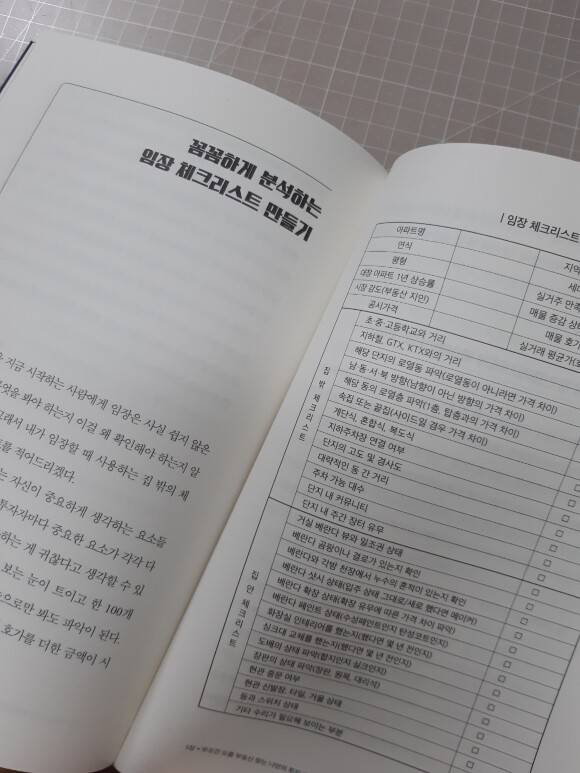 꼼꼼하게 분석하는
임장 체크리스트 만들기
지금 시작하는 사람에게 임장은 사실 쉽지 않은
봐야 하는지 이걸 왜 확인해야 하는지 알
내가 임장할 때 사용하는 집 밖의 체
적어드리겠다.
자신이 중요하게 생각하는 요소들
투자자마다 중요한 요소가 각각 다
하는 게 귀찮다고 생각할 수 있
보는 눈이 트이고 한 100개
으로만 봐도 파악이 된다.
호가를 더한 금액이 시
| 임장 체크리스트
아파트명
연식
평형
대장 아파트 1년 상승률
시장 강도(부동산 지인)
공시가격
실거주 만족
매물 증감
매물 호가
실거래 평균가
집 밖 체크리스트
초·중·고등학교와 거리
지하철, GTX, KTX와의 거리
해당 단지의 로열동 파악(로열동이 아니라면 가격 차이)
남·동·서·북 방향(남향이 아닌 방향의 가격 차이)
해당 동의 로열층 파악(1층, 탑층과의 가격 차이)
속집 또는 끝집(사이드일 경우 가격 차이)
계단식, 혼합식, 복도식
지하주차장 연결 여부
단지의 고도 및 경사도
대략적인 동 간 거리
주차 가능 대수
단지 내 커뮤니티
단지 내 주간 장터 유무
집 안 체크리스트
거실 베란다 뷰와 일조권 상태
베란다 곰팡이나 결로가 있는지 확인
베란다와 각방 천장에서 누수의 흔적이 있는지 확인
베란다 샷시 상태(입주 상태 그대로/새로 했다면 메이커)
베란다 확장 상태(확장 유무에 따른 가격 차이 파악)
베란다 페인트 상태(수성페인트인지 탄성코트인지)
화장실 인테리어를 했는지(했다면 몇 년 전인지)
싱크대 교체를 했는지(했다면 몇 년 전인지)
도배의 상태 파악(합지인지 실크인지)
장판의 상태 파악(장판, 원목, 대리석)
현관 중문 여부
현관 신발장, 타일, 거울 상태
등과 스위치 상태
기타 수리가 필요해 보이는 부분